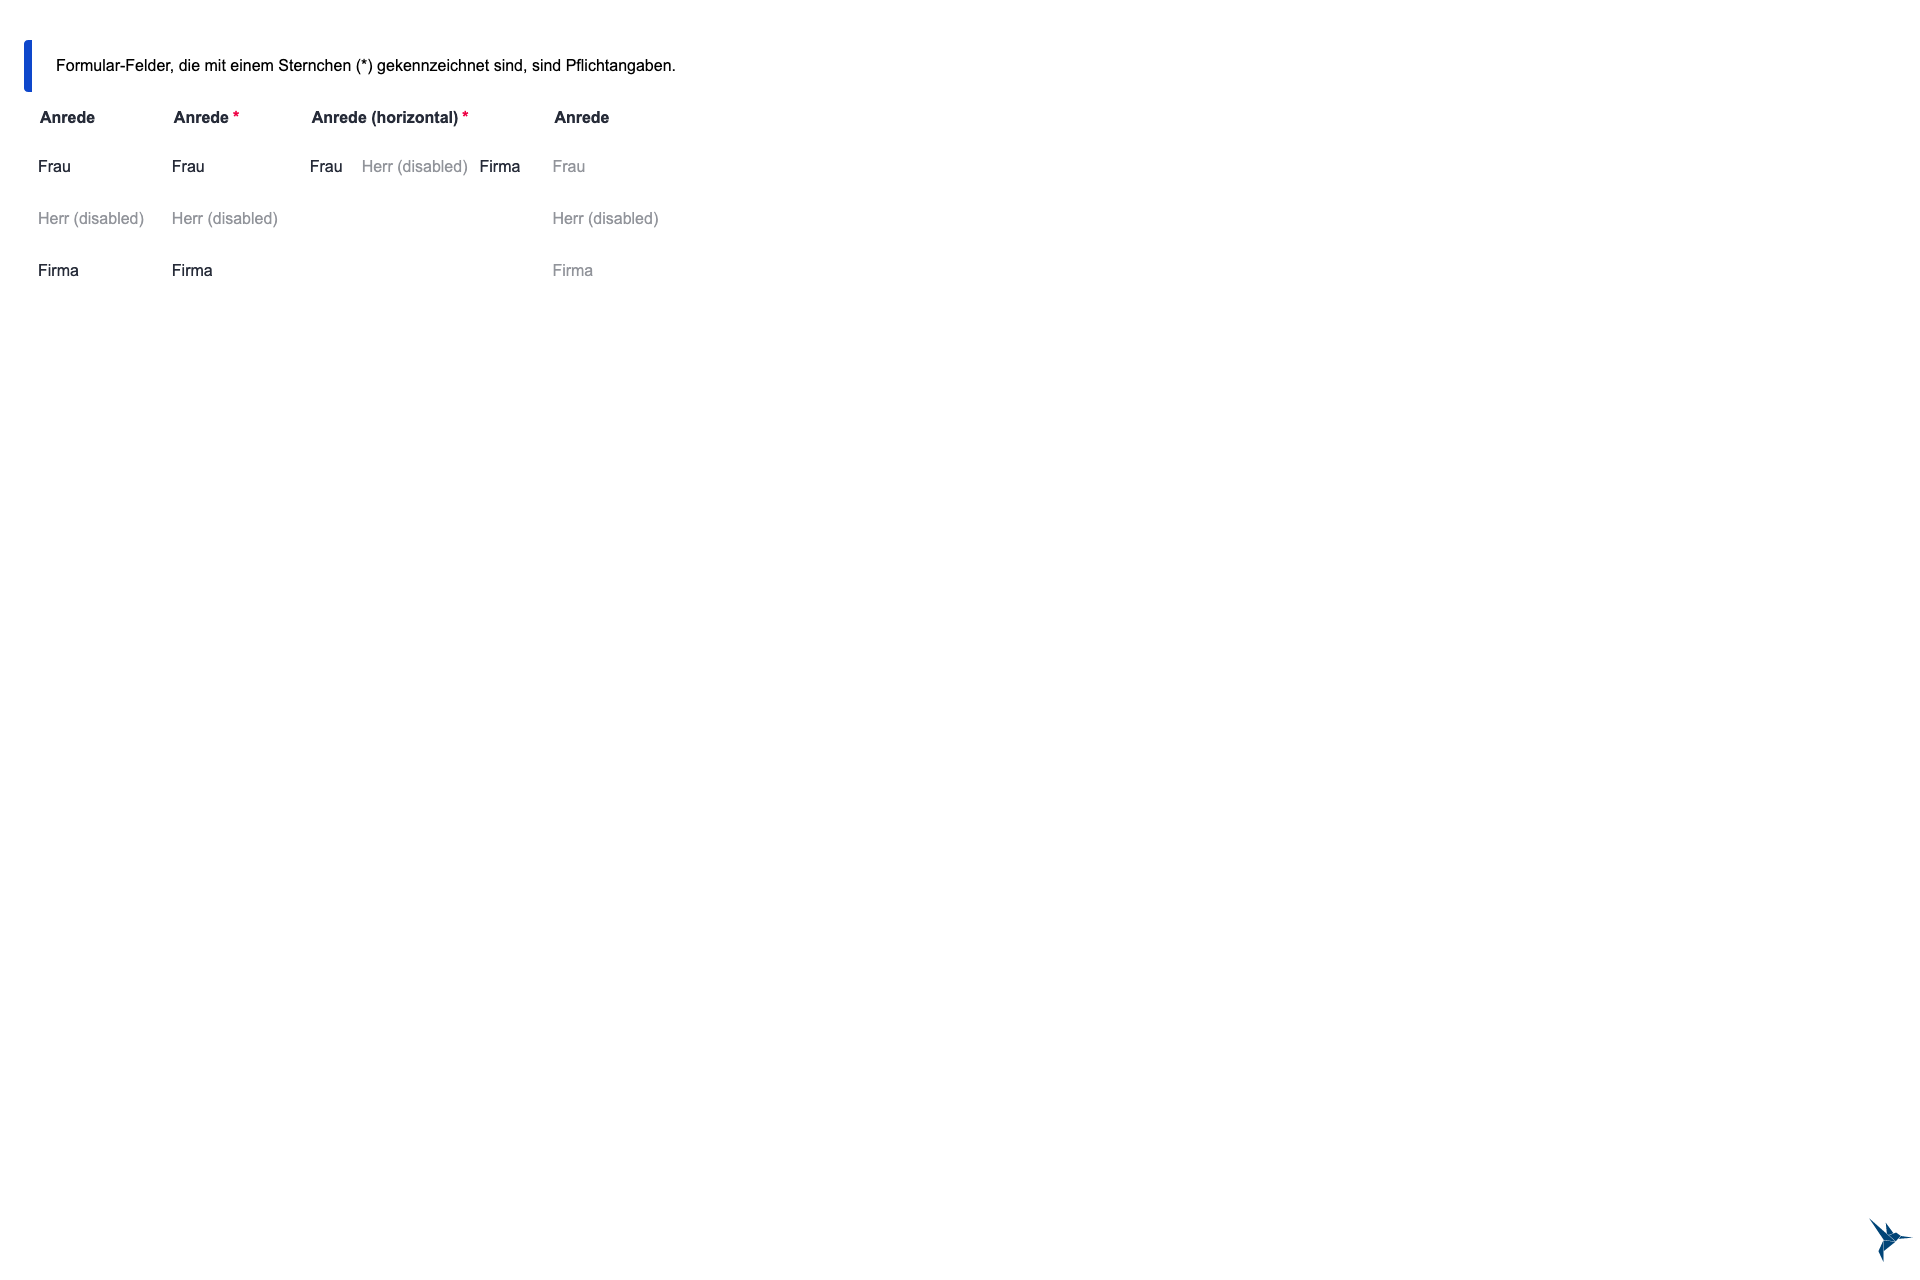 Formular-Felder, die mit einem Sternchen (*) gekennzeichnet sind, sind Pflichtangaben.
Anrede
Frau
Herr (disabled)
Firma
Anrede *
Frau
Herr (disabled)
Firma
Anrede (horizontal) *
Frau Herr (disabled) Firma
Anrede
Frau
Herr (disabled)
Firma